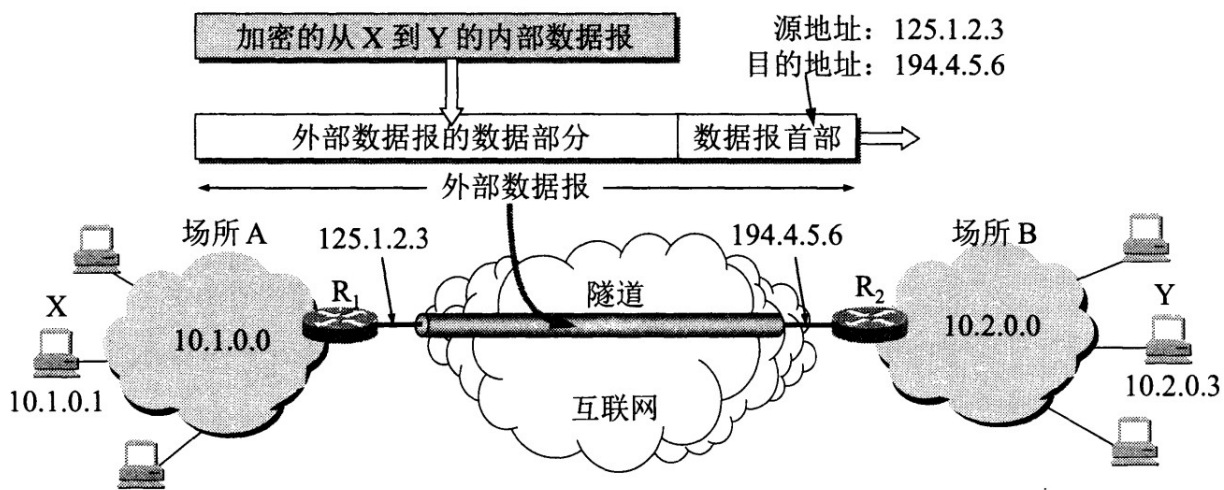 加密的从 X 到 Y 的内部数据报
源地址：125.1.2.3
目的地址：194.4.5.6
外部数据报的数据部分
数据报首部
外部数据报
场所 A
125.1.2.3
194.4.5.6
场所 B
X
R1
隧道
R2
Y
10.1.0.0
10.2.0.0
10.1.0.1
互联网
10.2.0.3